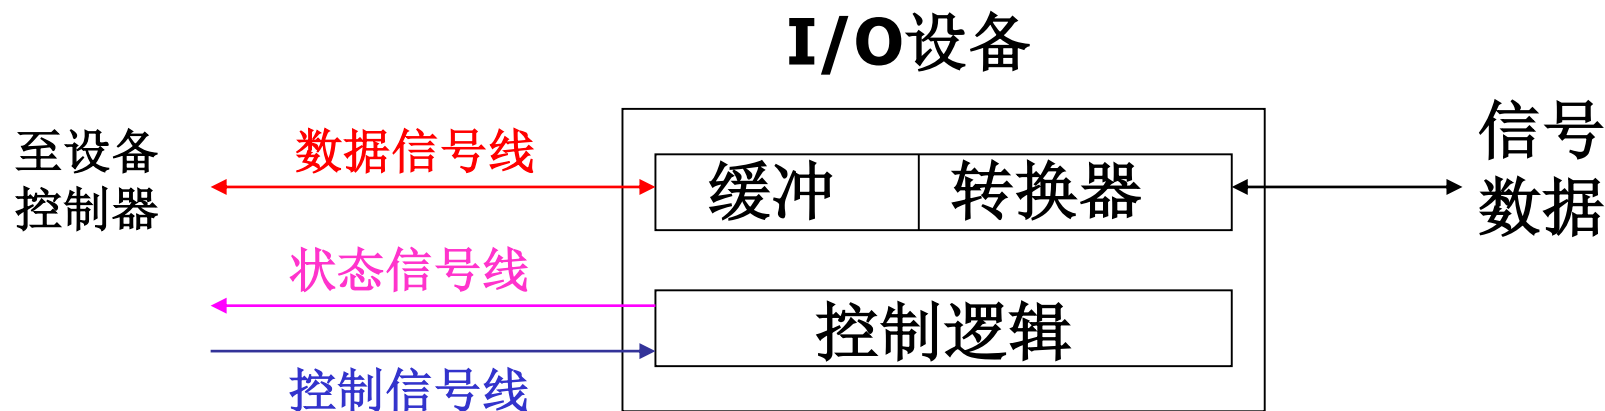 I/O设备
至设备
控制器
数据信号线
缓冲
转换器
信号
数据
状态信号线
控制逻辑
控制信号线